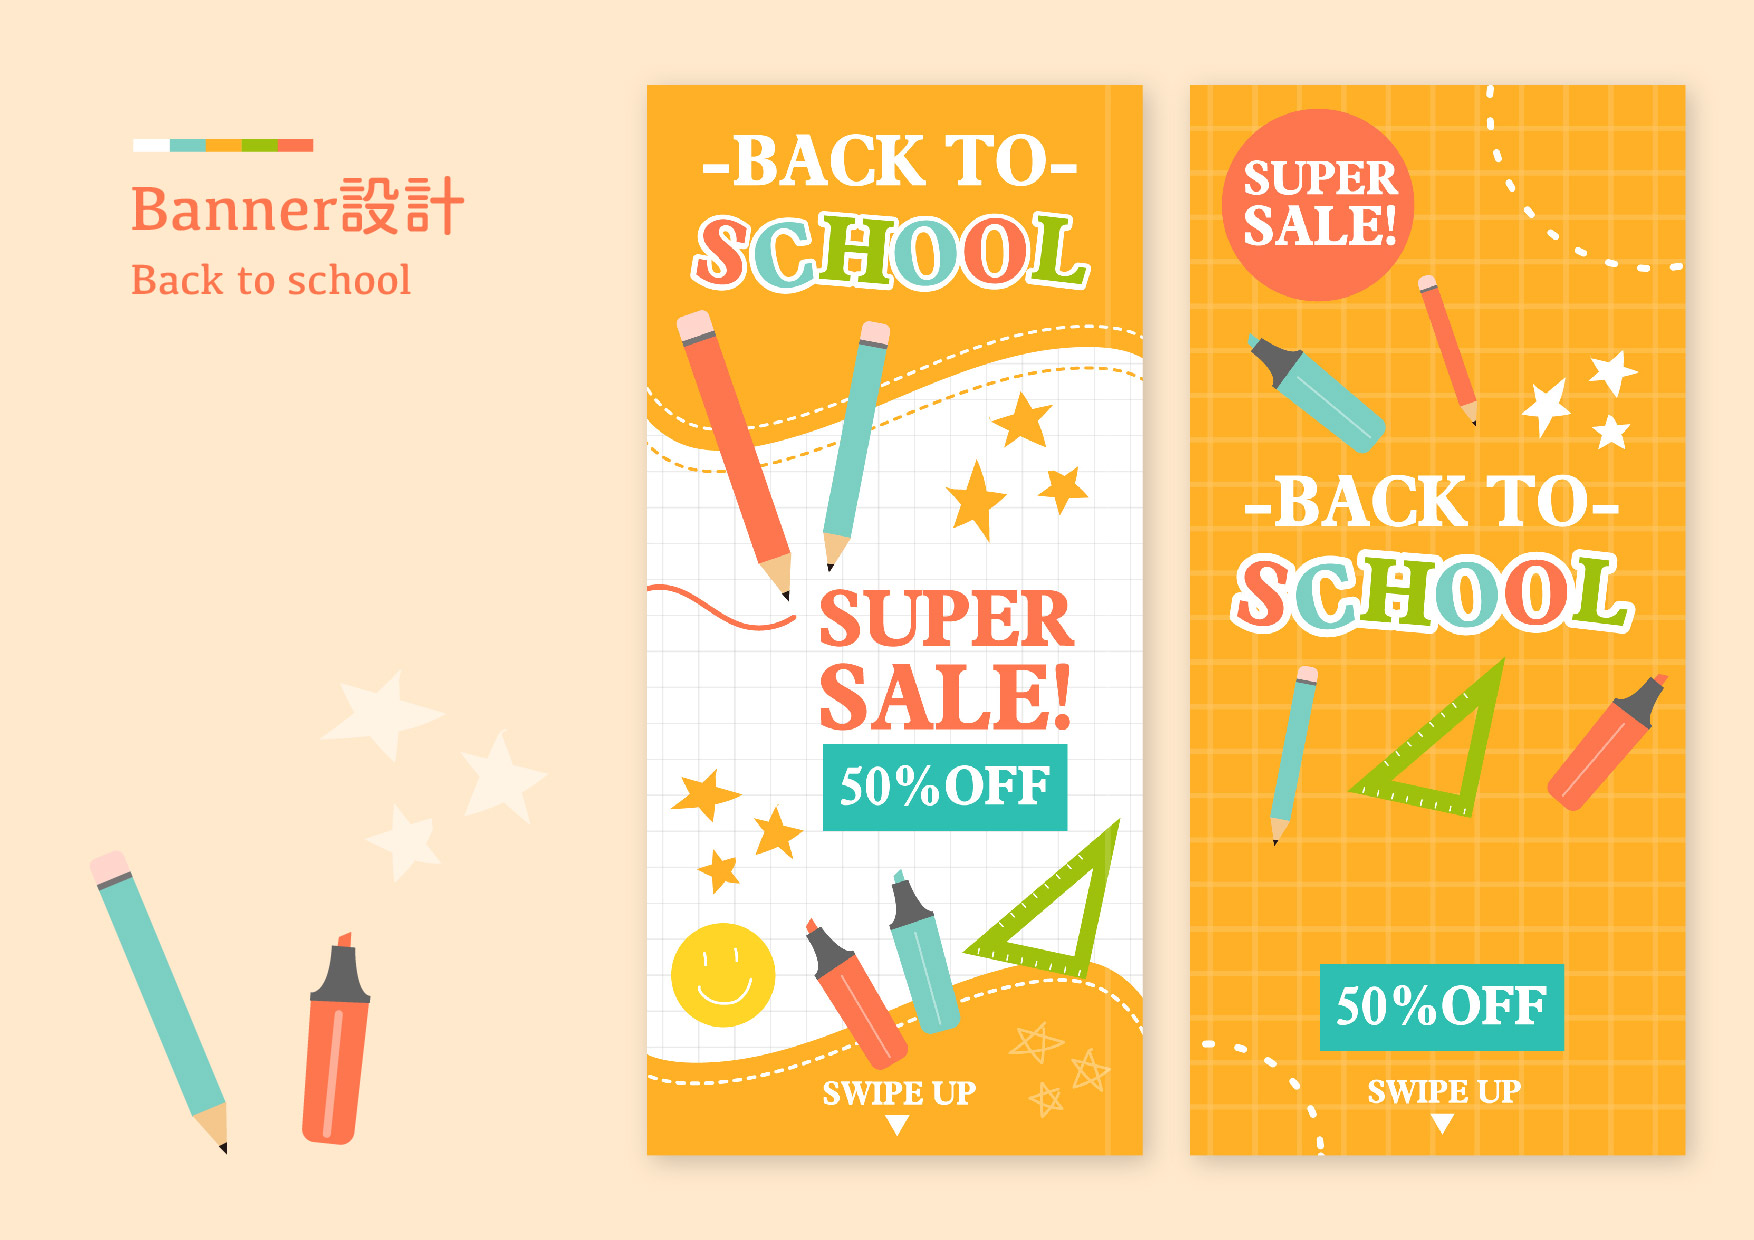 Banner設計
Back to school
-BACK TO-
SCHOOL
SUPER
SALE!
50%OFF
SWIPE UP
SUPER
SALE!
-BACK TO-
SCHOOL
50%OFF
SWIPE UP